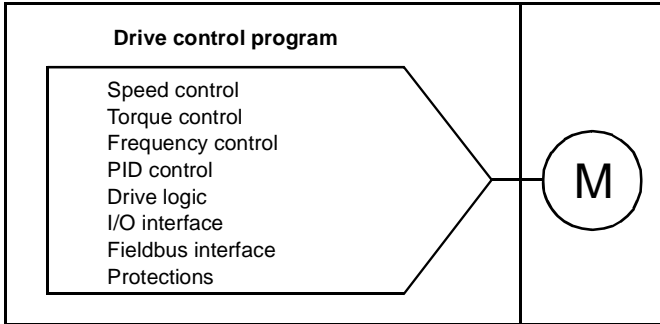 Drive control program
Speed control
Torque control
Frequency control
PID control
Drive logic
I/O interface
Fieldbus interface
Protections
M